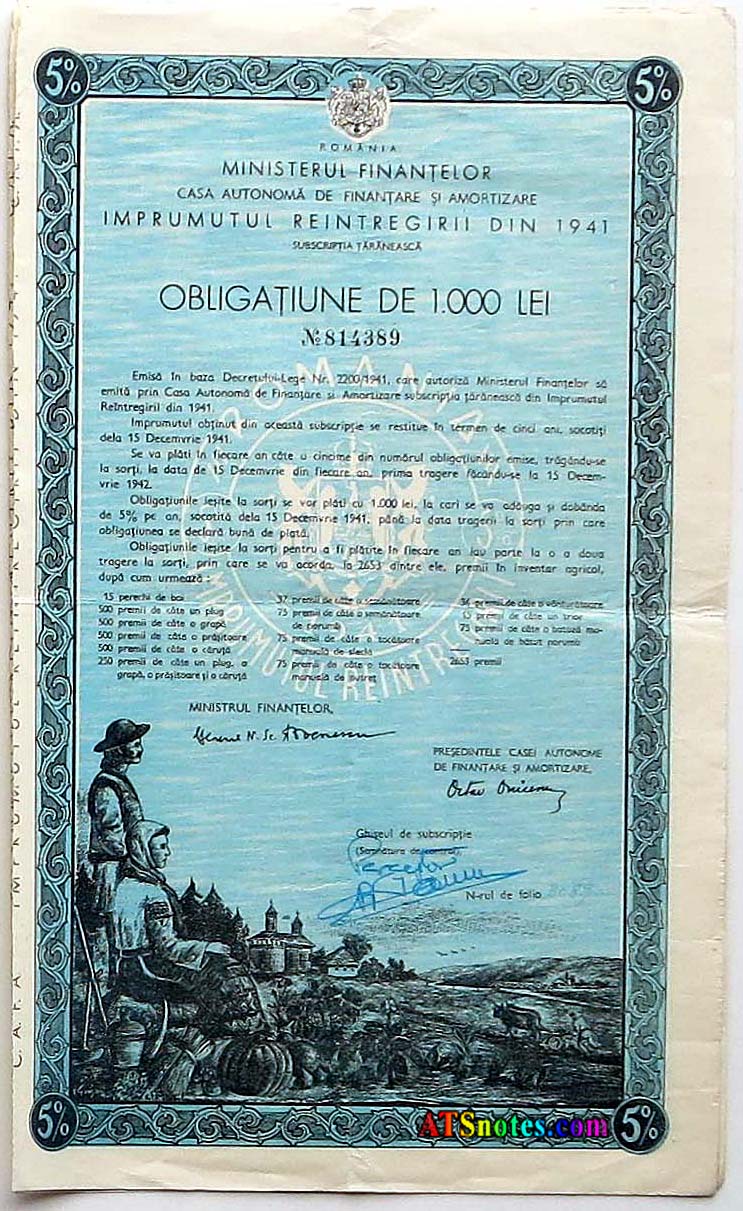 5% 5%
ROMÂNIA
MINISTERUL FINANȚELOR
CASA AUTONOMĂ DE FINANȚARE ȘI AMORTIZARE
IMPRUMUTUL REINTREGIRII DIN 1941
SUBSCRIPȚIA ȚĂRĂNEASCĂ
OBLIGAȚIUNE DE 1.000 LEI
№ 814389
Emisă în baza Decretului-Lege Nr. 2200/1941, care autoriză Ministerul Finanțelor să
emită prin Casa Autonomă de Finanțare și Amortizare subscripția țărănească din Imprumutul
Reîntregirii din 1941.
Imprumutul obținut din această subscripție se restitue în termen de cinci ani, socotiți
dela 15 Decemvrie 1941.
Se va plăti în fiecare an câte o cincime din numărul obligațiunilor emise, trăgându-se
la sorți, la data de 15 Decemvrie din fiecare an, prima tragere făcându-se la 15 Decem-
vrie 1942.
Obligațiunile ieșite la sorți se vor plăti cu 1.000 lei, la cari se va adăuga și dobânda
de 5% pe an, socotită dela 15 Decemvrie 1941, până la data tragerii la sorți prin care
obligațiunea se declară bună de plată.
Obligațiunile ieșite la sorți pentru a fi plătite în fiecare an iau parte la o a doua
tragere la sorți, prin care se va acorda, la 2653 dintre ele, premii în inventar agricol,
după cum urmează :
15 perechi de boi
500 premii de câte un plug
500 premii de câte o grapă
500 premii de câte o prășitoare
500 premii de câte o căruță
250 premii de câte un plug, o
grapă, o prășitoare și o căruță
37 premii de câte o semănătoare
75 premii de câte o semănătoare
de porumb
75 premii de câte o tocătoare
manuală de sfeclă
75 premii de câte o tocătoare
manuală de nutreț
36 premii de câte o vânturătoare
15 premii de câte un trior
75 premii de câte o batoză ma-
nuală de bătut porumb
2653 premii
ROMANIA
IMPRUMUTUL REINTREGIRII
MINISTRUL FINANȚELOR,
PREȘEDINTELE CASEI AUTONOME
DE FINANȚARE ȘI AMORTIZARE,
Ghișeul de subscripție
(Semnătura de control)
Perceptor
N-rul de folio
5% 5%
ATSnotes.com